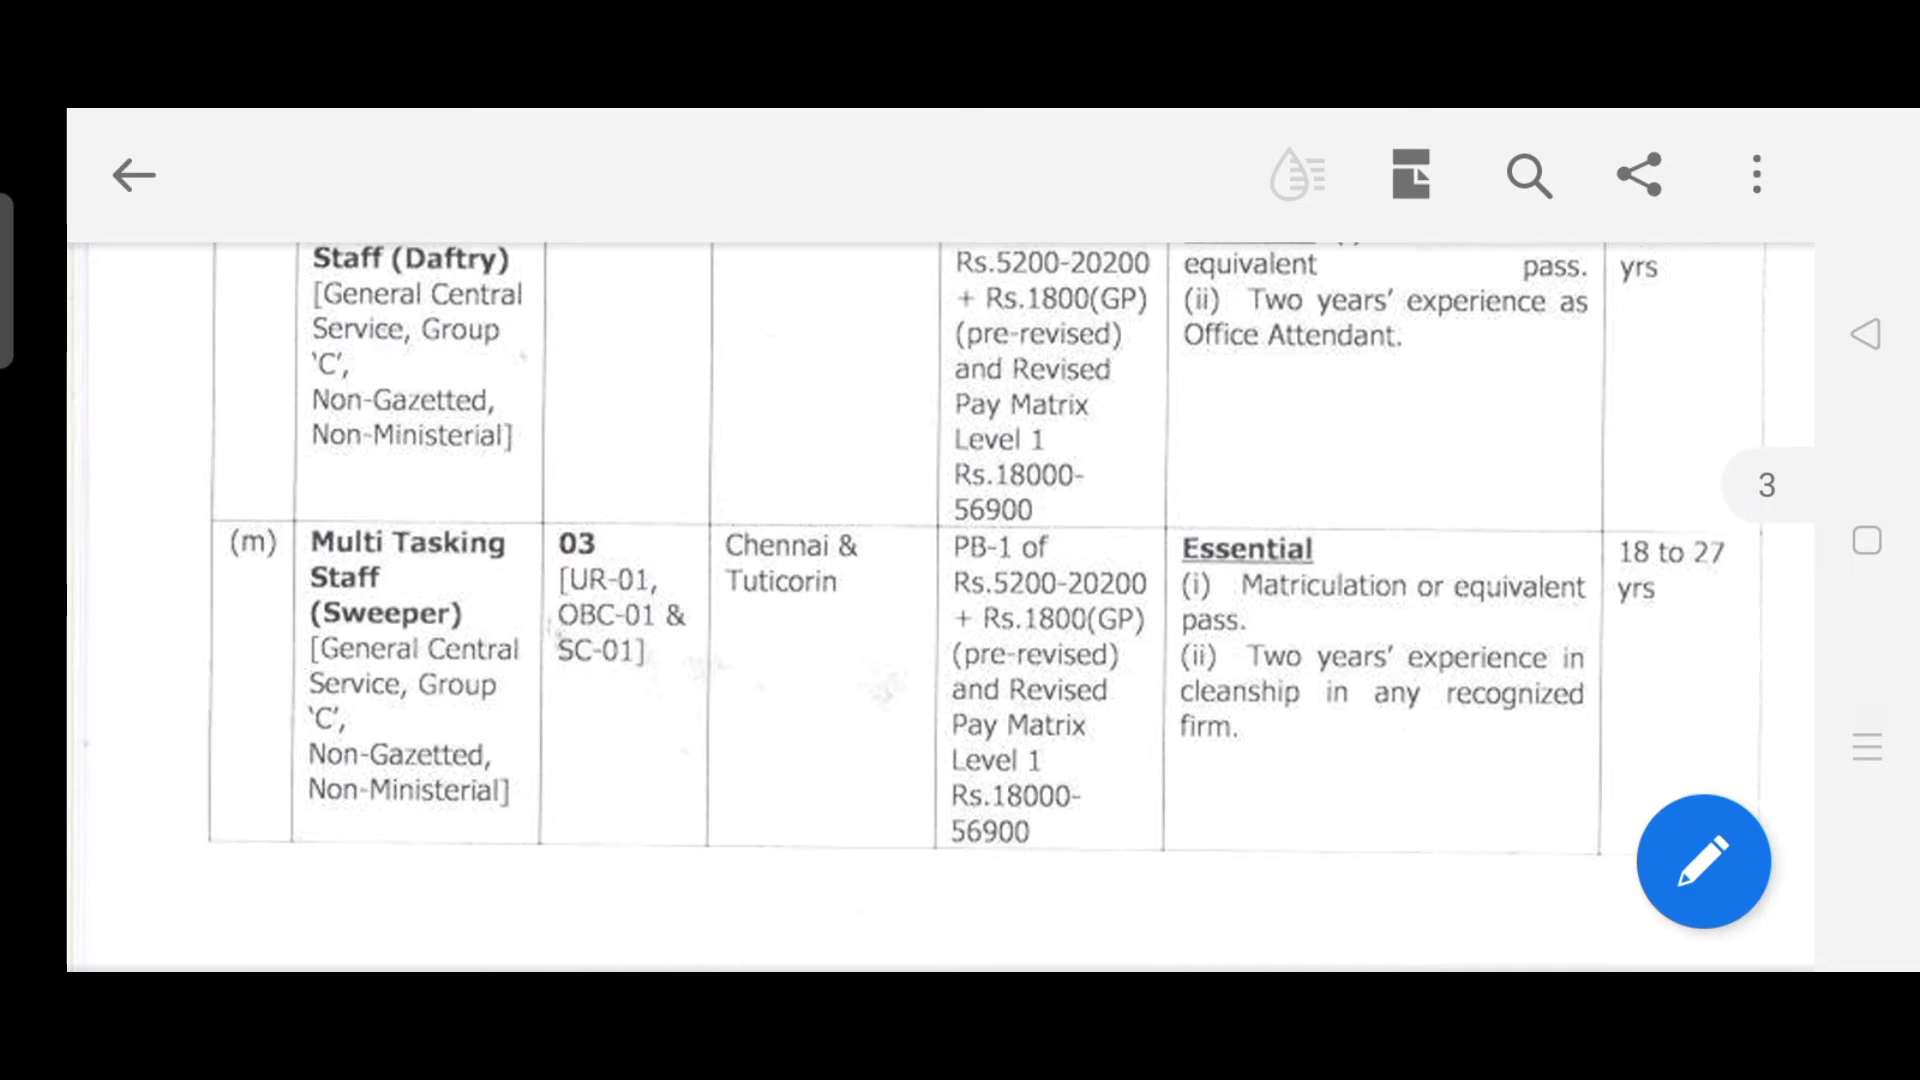 Staff (Daftry)
[General Central
Service, Group
‘C’,
Non-Gazetted,
Non-Ministerial]
Rs.5200-20200
+ Rs.1800(GP)
(pre-revised)
and Revised
Pay Matrix
Level 1
Rs.18000-
56900
equivalent pass.
(ii) Two years’ experience as
Office Attendant.
yrs
3
(m)
Multi Tasking
Staff
(Sweeper)
[General Central
Service, Group
‘C’,
Non-Gazetted,
Non-Ministerial]
03
[UR-01,
OBC-01 &
SC-01]
Chennai &
Tuticorin
PB-1 of
Rs.5200-20200
+ Rs.1800(GP)
(pre-revised)
and Revised
Pay Matrix
Level 1
Rs.18000-
56900
Essential
(i) Matriculation or equivalent
pass.
(ii) Two years’ experience in
cleanship in any recognized
firm.
18 to 27
yrs